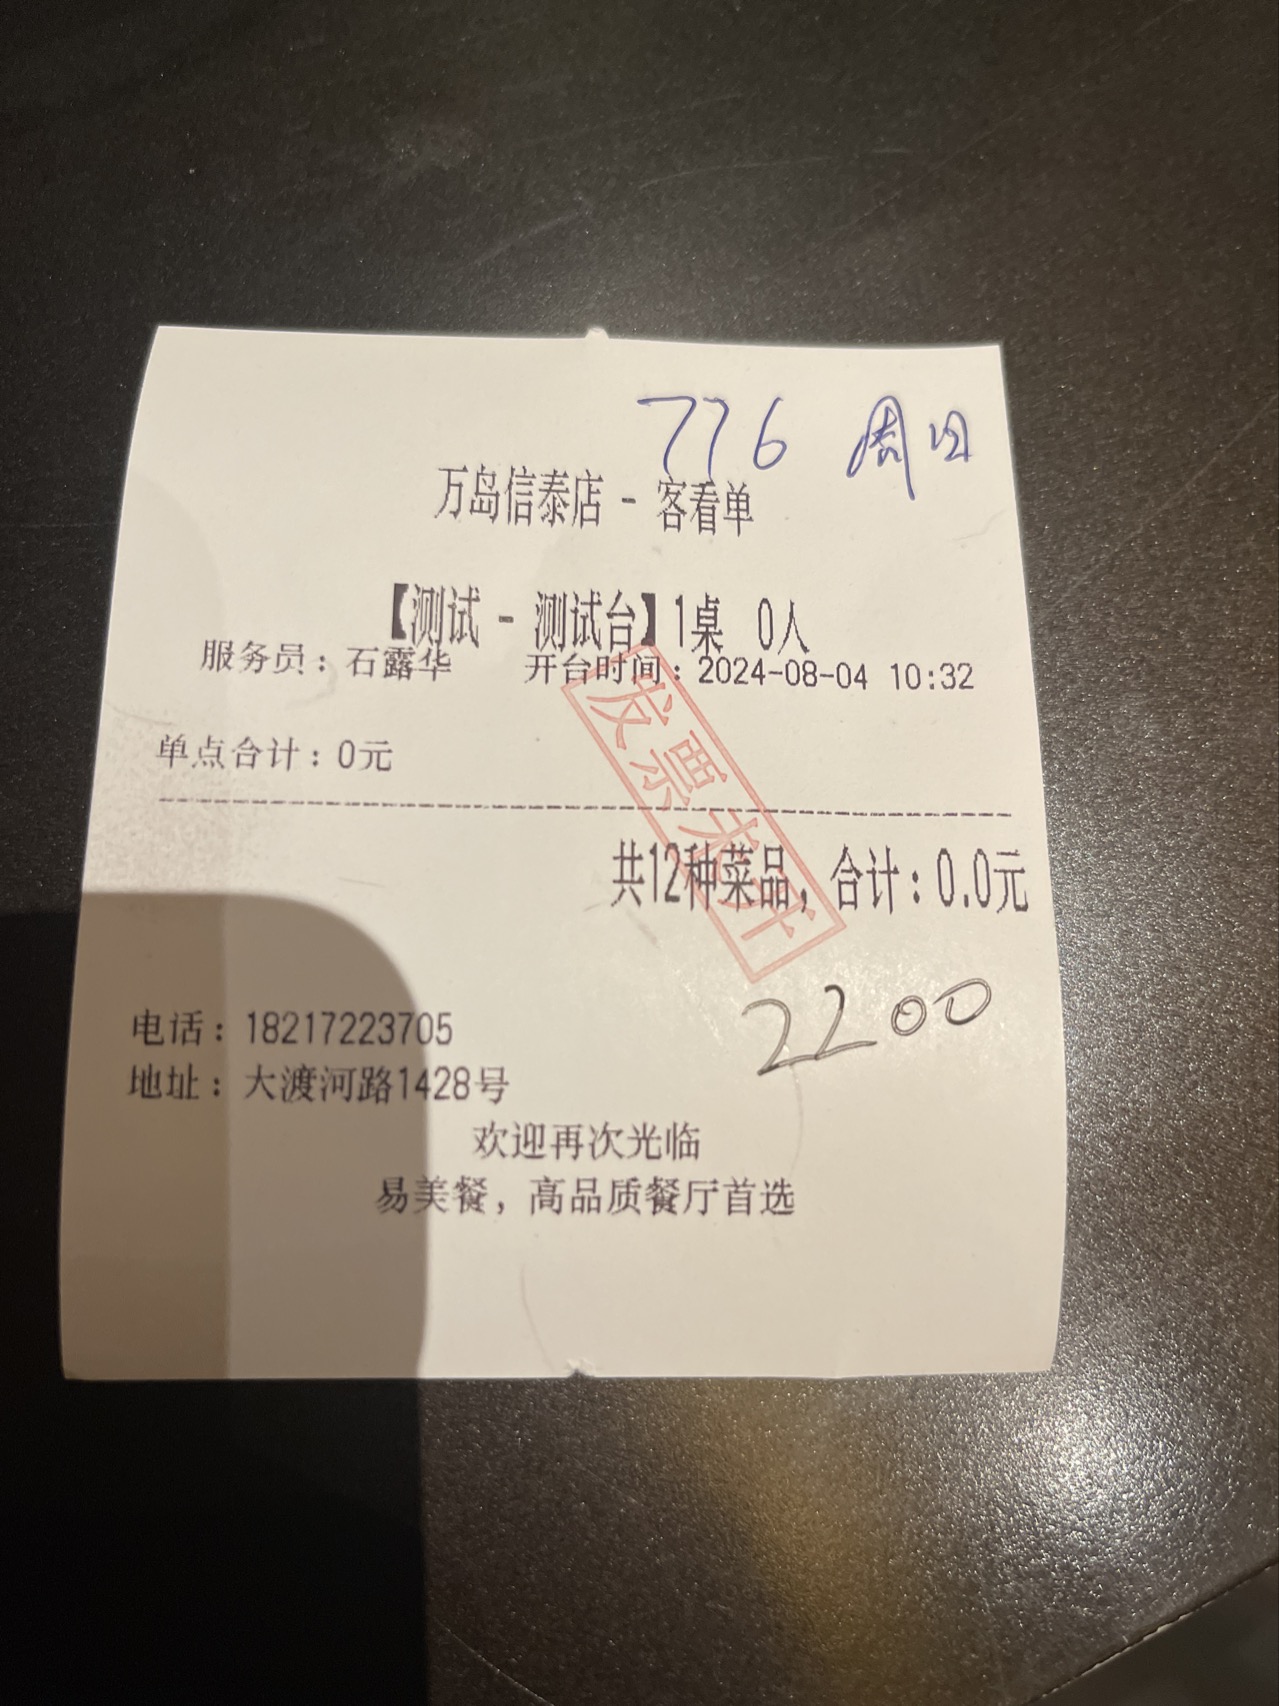 776 周日
万岛信泰店 - 客看单
【测试 - 测试台】1桌 0人
服务员：石露华 开台时间：2024-08-04 10:32
单点合计：0元
发票未开
共12种菜品，合计：0.0元
2200
电话：18217223705
地址：大渡河路1428号
欢迎再次光临
易美餐，高品质餐厅首选